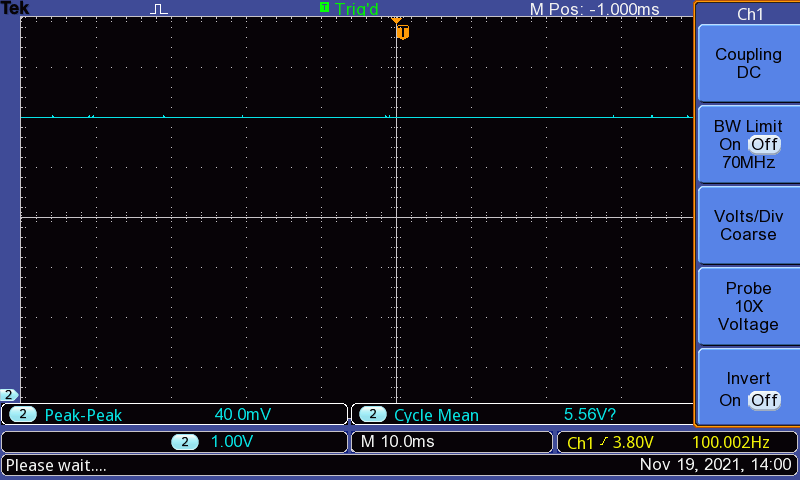 Tek
T Trig'd
M Pos: -1.000ms
Ch1
T
Coupling
DC
BW Limit
On Off
70MHz
Volts/Div
Coarse
Probe
10X
Voltage
Invert
On Off
2
2 Peak-Peak 40.0mV
2 Cycle Mean 5.56V?
2 1.00V
M 10.0ms
Ch1 3.80V 100.002Hz
Please wait....
Nov 19, 2021, 14:00